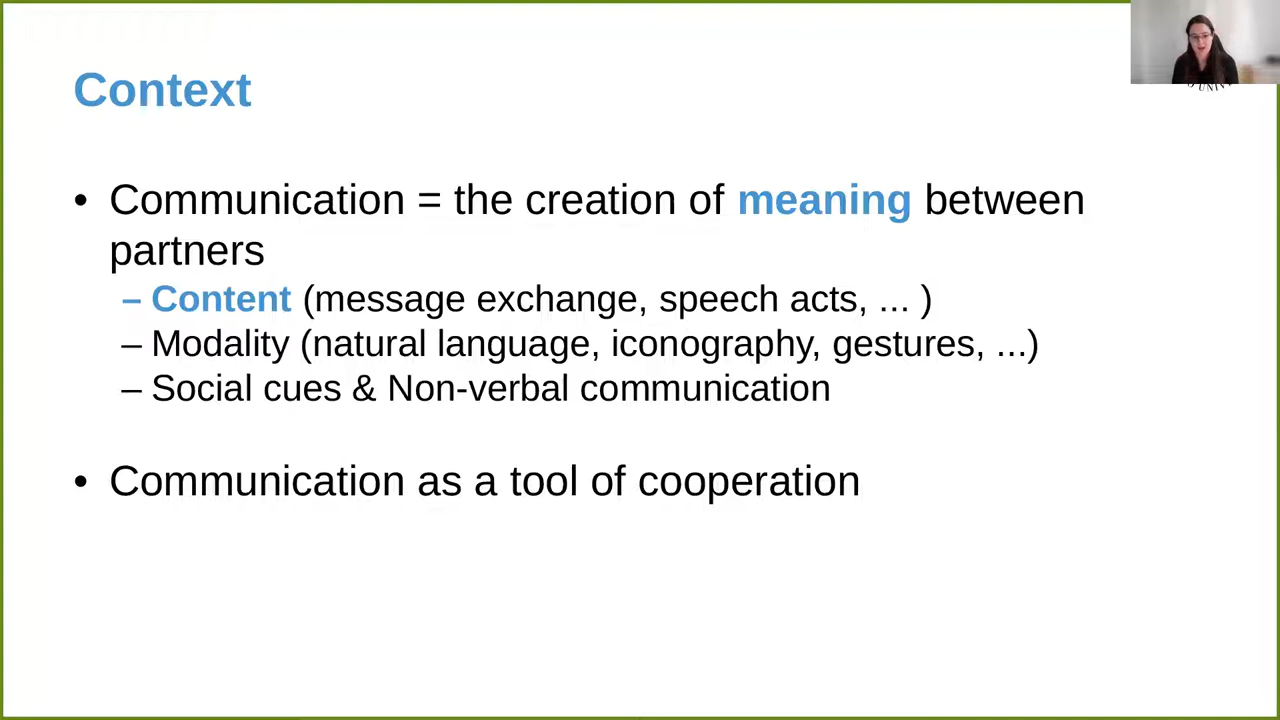 Context
• Communication = the creation of meaning between
partners
– Content (message exchange, speech acts, ... )
– Modality (natural language, iconography, gestures, ...)
– Social cues & Non-verbal communication
• Communication as a tool of cooperation